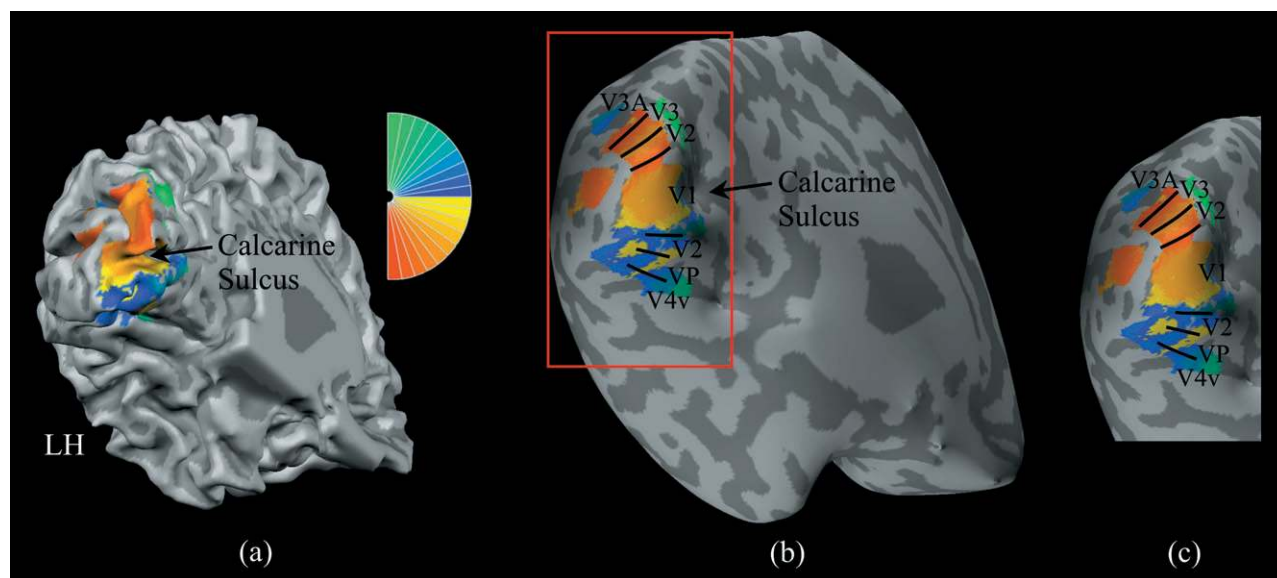 Calcarine
Sulcus
LH
(a)
V3A
V3
V2
V1
V2
VP
V4v
Calcarine
Sulcus
(b)
V3A
V3
V2
V1
V2
VP
V4v
(c)